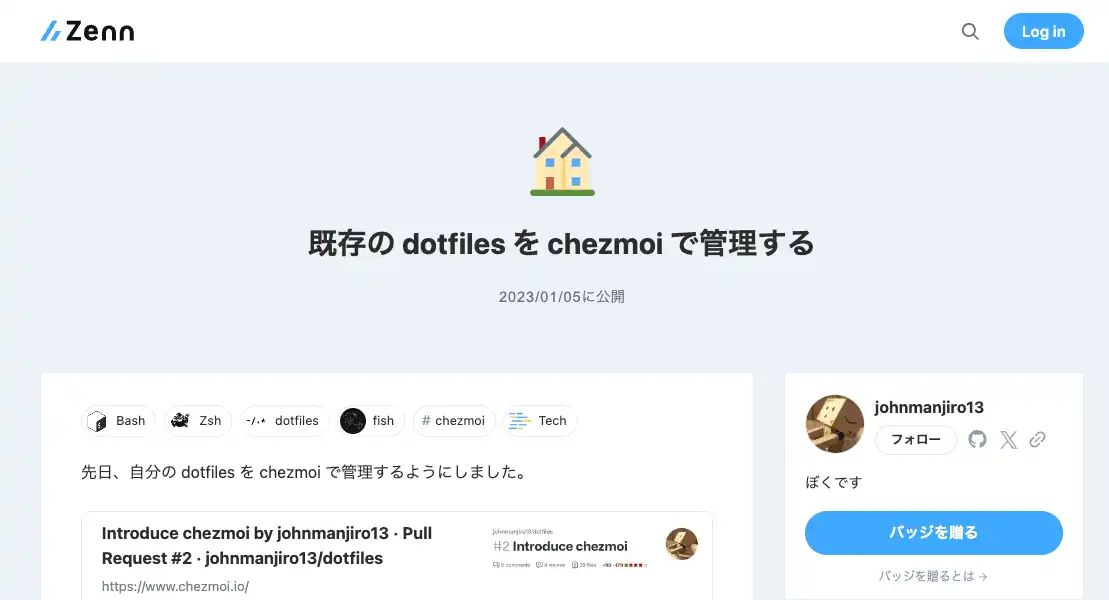 Zenn
Log in
既存の dotfiles を chezmoi で管理する
2023/01/05に公開
Bash
Zsh
dotfiles
fish
# chezmoi
Tech
先日、自分の dotfiles を chezmoi で管理するようにしました。
Introduce chezmoi by johnmanjiro13 · Pull
Request #2 · johnmanjiro13/dotfiles
https://www.chezmoi.io/
johnmanjiro13/dotfiles
#2 Introduce chezmoi
johnmanjiro13
フォロー
ぼくです
バッジを贈る
バッジを贈るとは →